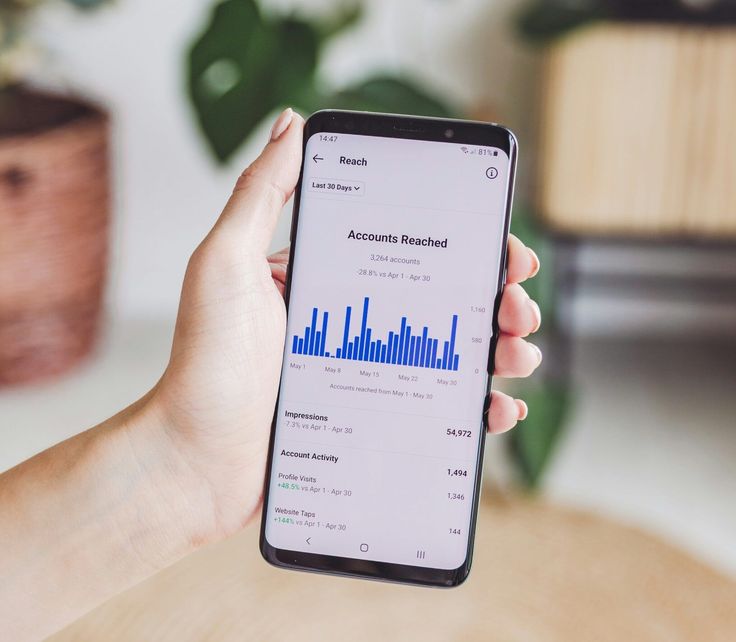 14:47 81%
Reach
Last 30 Days
Accounts Reached
3,264 accounts
-28.8% vs Apr 1 - Apr 30
1,160
580
0
May 1 May 8 May 15 May 22 May 30
Accounts reached from May 1 - May 30
Impressions
-7.3% vs Apr 1 - Apr 30 54,972
Account Activity 1,494
Profile Visits
+48.5% vs Apr 1 - Apr 30 1,346
Website Taps
+144% vs Apr 1 - Apr 30 144